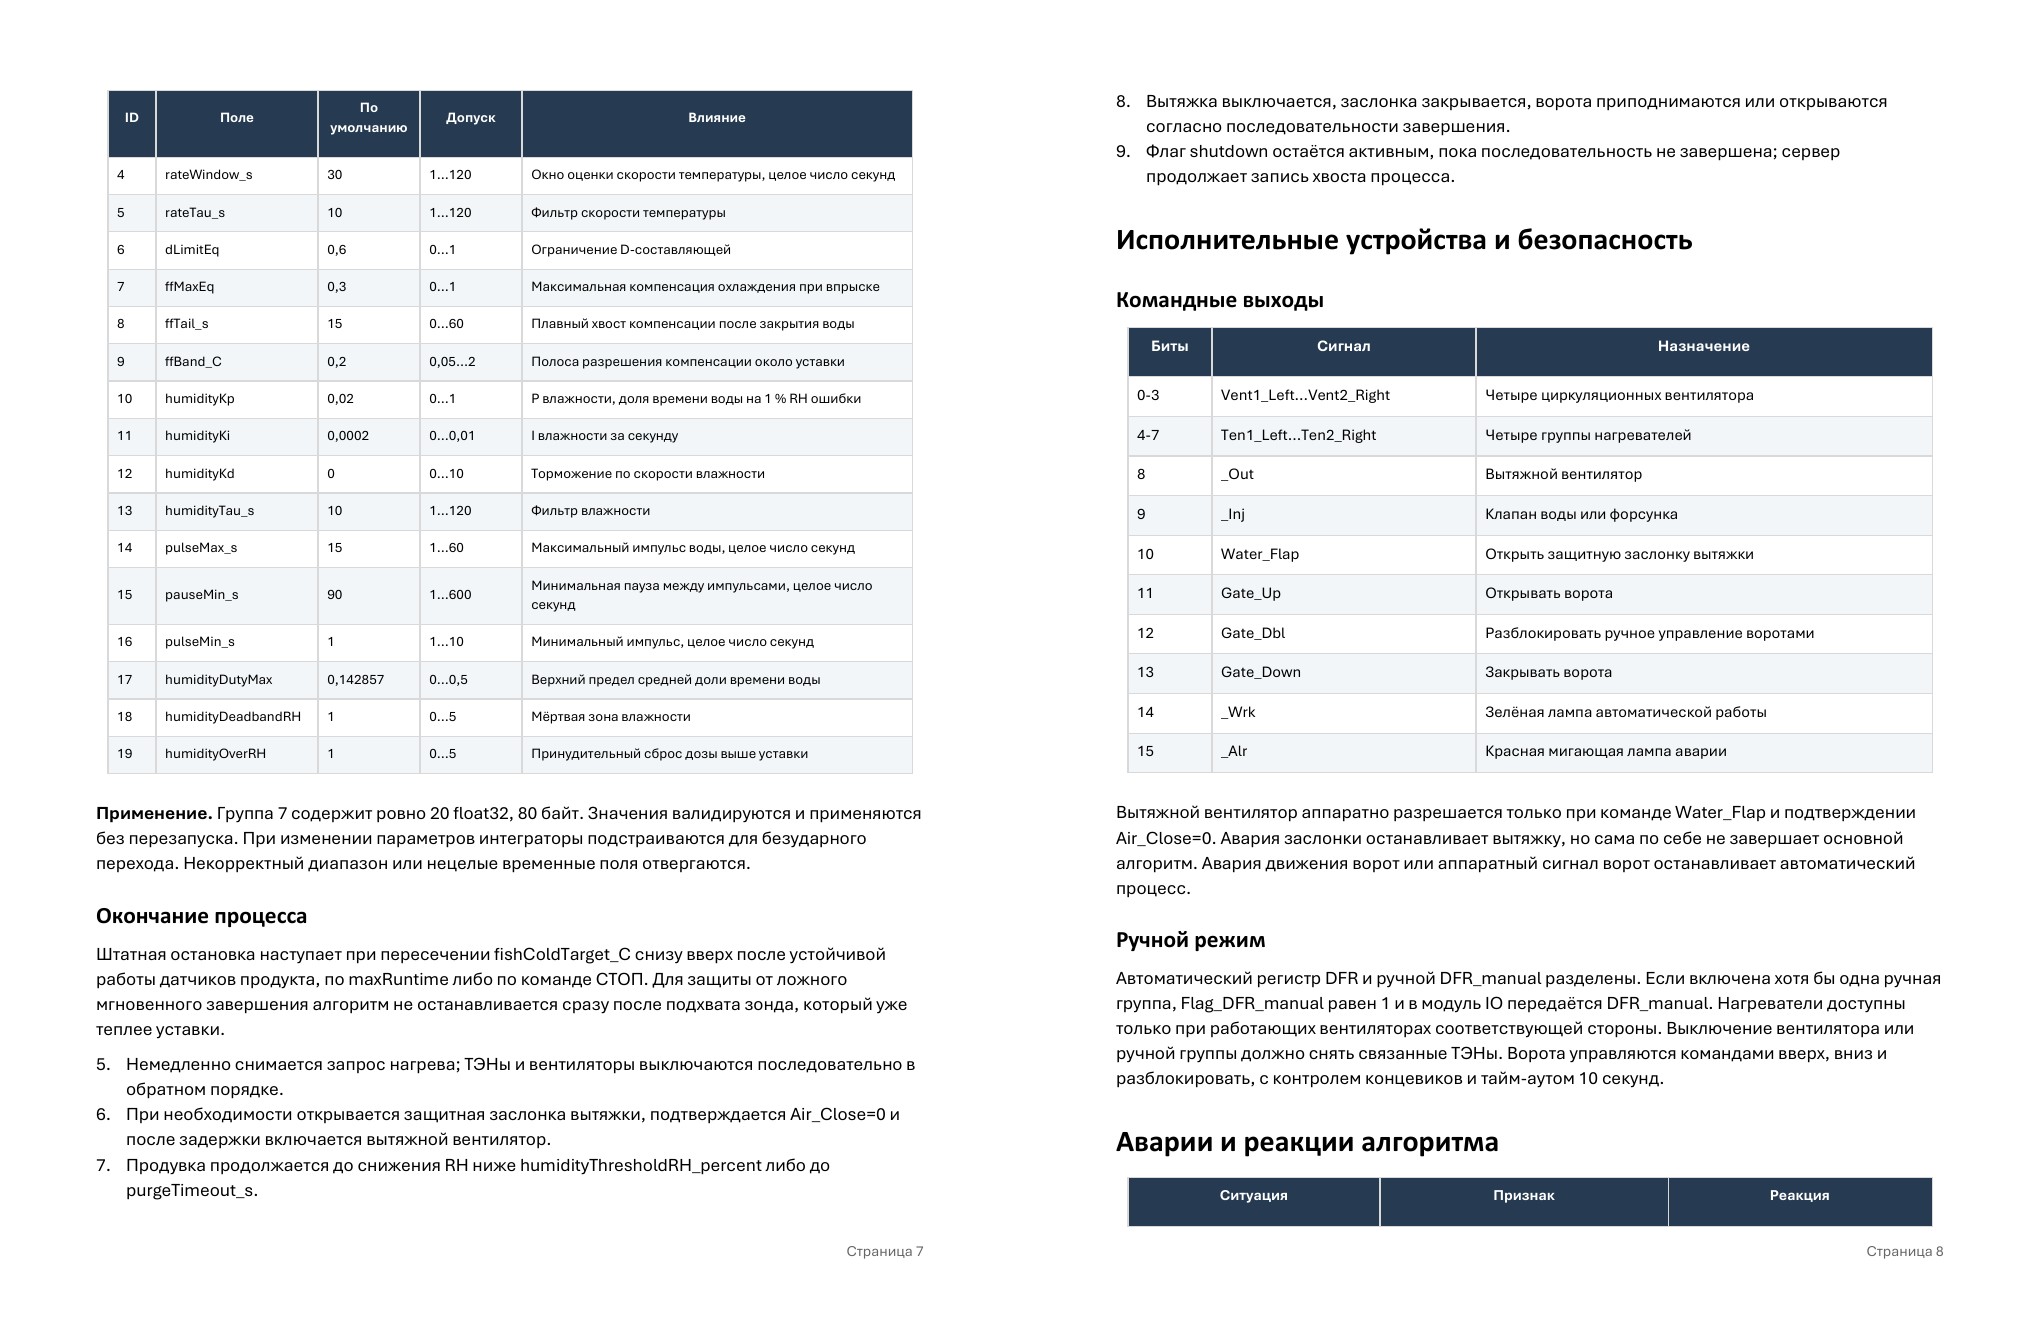 ID Поле По умолчанию Допуск Влияние
4 rateWindow_s 30 1...120 Окно оценки скорости температуры, целое число секунд
5 rateTau_s 10 1...120 Фильтр скорости температуры
6 dLimitEq 0,6 0...1 Ограничение D-составляющей
7 ffMaxEq 0,3 0...1 Максимальная компенсация охлаждения при впрыске
8 ffTail_s 15 0...60 Плавный хвост компенсации после закрытия воды
9 ffBand_C 0,2 0,05...2 Полоса разрешения компенсации около уставки
10 humidityKp 0,02 0...1 P влажности, доля времени воды на 1 % RH ошибки
11 humidityKi 0,0002 0...0,01 I влажности за секунду
12 humidityKd 0 0...10 Торможение по скорости влажности
13 humidityTau_s 10 1...120 Фильтр влажности
14 pulseMax_s 15 1...60 Максимальный импульс воды, целое число секунд
15 pauseMin_s 90 1...600 Минимальная пауза между импульсами, целое число
секунд
16 pulseMin_s 1 1...10 Минимальный импульс, целое число секунд
17 humidityDutyMax 0,142857 0...0,5 Верхний предел средней доли времени воды
18 humidityDeadbandRH 1 0...5 Мёртвая зона влажности
19 humidityOverRH 1 0...5 Принудительный сброс дозы выше уставки
Применение. Группа 7 содержит ровно 20 float32, 80 байт. Значения валидируются и применяются
без перезапуска. При изменении параметров интеграторы подстраиваются для безударного
перехода. Некорректный диапазон или нецелые временные поля отвергаются.
Окончание процесса
Штатная остановка наступает при пересечении fishColdTarget_C снизу вверх после устойчивой
работы датчиков продукта, по maxRuntime либо по команде СТОП. Для защиты от ложного
мгновенного завершения алгоритм не останавливается сразу после подхвата зонда, который уже
теплее уставки.
5. Немедленно снимается запрос нагрева; ТЭНы и вентиляторы выключаются последовательно в
обратном порядке.
6. При необходимости открывается защитная заслонка вытяжки, подтверждается Air_Close=0 и
после задержки включается вытяжной вентилятор.
7. Продувка продолжается до снижения RH ниже humidityThresholdRH_percent либо до
purgeTimeout_s.
Страница 7
8. Вытяжка выключается, заслонка закрывается, ворота приподнимаются или открываются
согласно последовательности завершения.
9. Флаг shutdown остаётся активным, пока последовательность не завершена; сервер
продолжает запись хвоста процесса.
Исполнительные устройства и безопасность
Командные выходы
Биты Сигнал Назначение
0-3 Vent1_Left...Vent2_Right Четыре циркуляционных вентилятора
4-7 Ten1_Left...Ten2_Right Четыре группы нагревателей
8 _Out Вытяжной вентилятор
9 _Inj Клапан воды или форсунка
10 Water_Flap Открыть защитную заслонку вытяжки
11 Gate_Up Открывать ворота
12 Gate_Dbl Разблокировать ручное управление воротами
13 Gate_Down Закрывать ворота
14 _Wrk Зелёная лампа автоматической работы
15 _Alr Красная мигающая лампа аварии
Вытяжной вентилятор аппаратно разрешается только при команде Water_Flap и подтверждении
Air_Close=0. Авария заслонки останавливает вытяжку, но сама по себе не завершает основной
алгоритм. Авария движения ворот или аппаратный сигнал ворот останавливает автоматический
процесс.
Ручной режим
Автоматический регистр DFR и ручной DFR_manual разделены. Если включена хотя бы одна ручная
группа, Flag_DFR_manual равен 1 и в модуль IO передаётся DFR_manual. Нагреватели доступны
только при работающих вентиляторах соответствующей стороны. Выключение вентилятора или
ручной группы должно снять связанные ТЭНы. Ворота управляются командами вверх, вниз и
разблокировать, с контролем концевиков и тайм-аутом 10 секунд.
Аварии и реакции алгоритма
Ситуация Признак Реакция
Страница 8